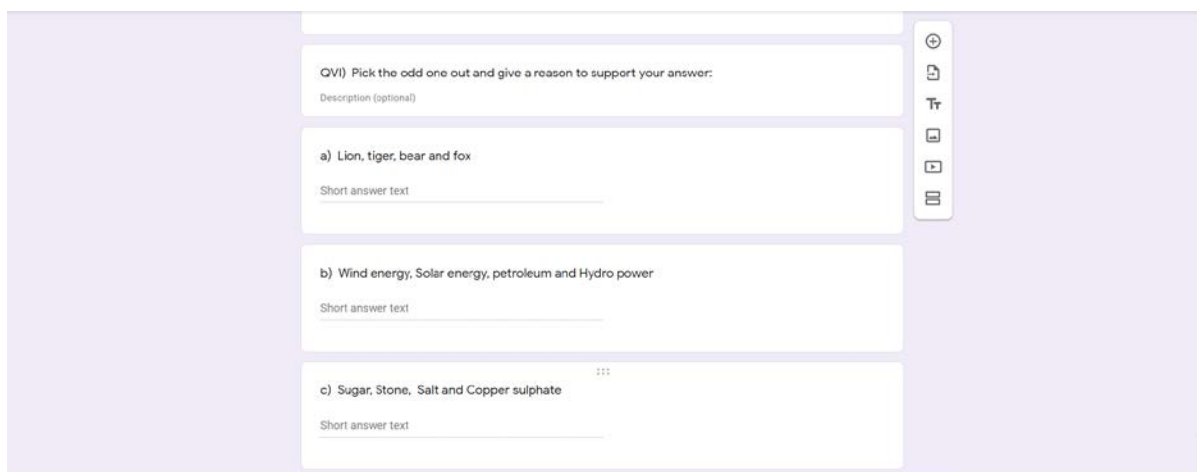 QVI) Pick the odd one out and give a reason to support your answer:
Description (optional)
a) Lion, tiger, bear and fox
Short answer text
b) Wind energy, Solar energy, petroleum and Hydro power
Short answer text
c) Sugar, Stone, Salt and Copper sulphate
Short answer text